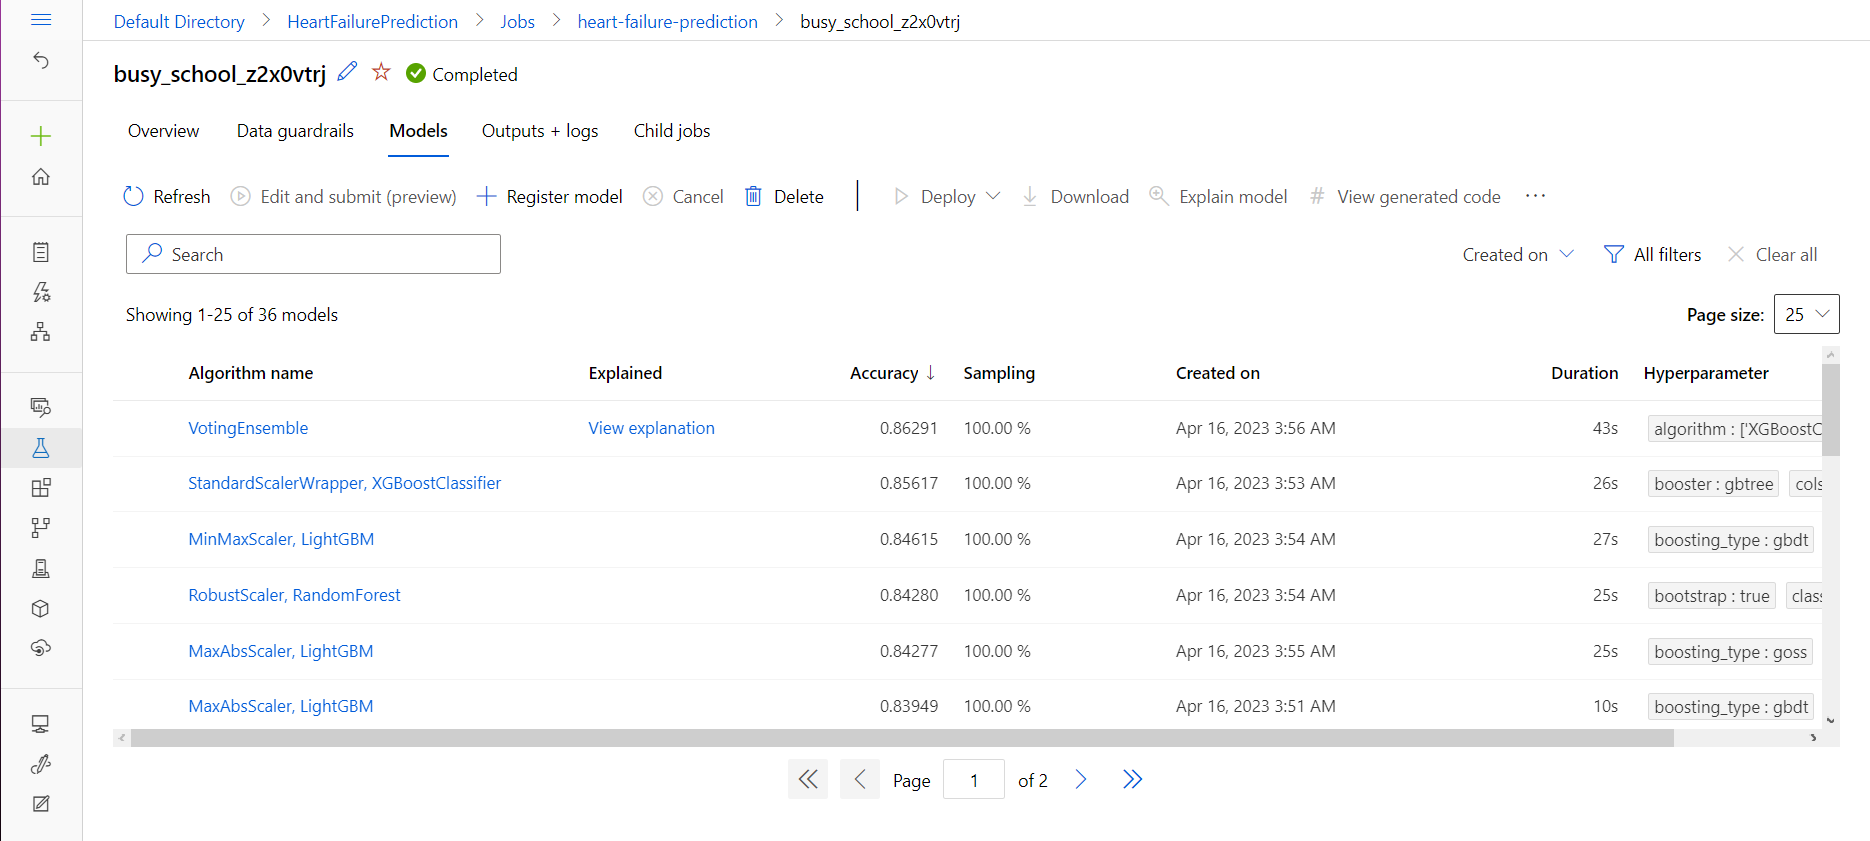 Default Directory > HeartFailurePrediction > Jobs > heart-failure-prediction > busy_school_z2x0vtrj
busy_school_z2x0vtrj Completed
Overview Data guardrails Models Outputs + logs Child jobs
Refresh Edit and submit (preview) Register model Cancel Delete Deploy Download Explain model # View generated code ...
Search Created on All filters Clear all
Showing 1-25 of 36 models Page size: 25
Algorithm name Explained Accuracy ↓ Sampling Created on Duration Hyperparameter
VotingEnsemble View explanation 0.86291 100.00 % Apr 16, 2023 3:56 AM 43s algorithm : ['XGBoostC
StandardScalerWrapper, XGBoostClassifier 0.85617 100.00 % Apr 16, 2023 3:53 AM 26s booster : gbtree cols
MinMaxScaler, LightGBM 0.84615 100.00 % Apr 16, 2023 3:54 AM 27s boosting_type : gbdt
RobustScaler, RandomForest 0.84280 100.00 % Apr 16, 2023 3:54 AM 25s bootstrap : true clas
MaxAbsScaler, LightGBM 0.84277 100.00 % Apr 16, 2023 3:55 AM 25s boosting_type : goss
MaxAbsScaler, LightGBM 0.83949 100.00 % Apr 16, 2023 3:51 AM 10s boosting_type : gbdt
Page 1 of 2